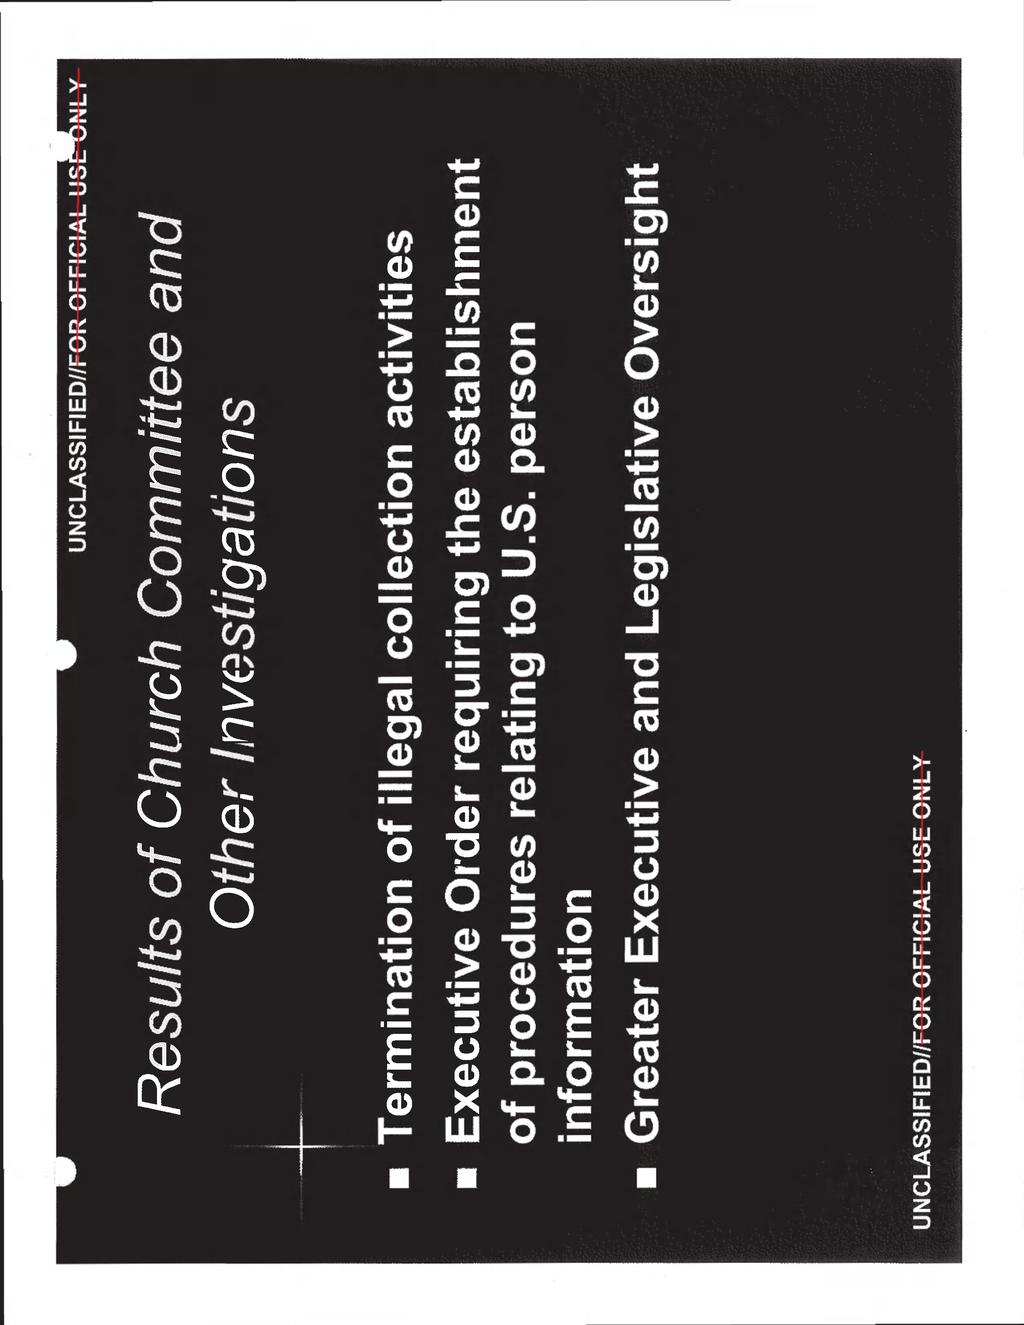 UNCLASSIFIED//FOR OFFICIAL USE ONLY
Results of Church Committee and
Other Investigations
■ Termination of illegal collection activities
■ Executive Order requiring the establishment
of procedures relating to U.S. person
information
■ Greater Executive and Legislative Oversight
UNCLASSIFIED//FOR OFFICIAL USE ONLY